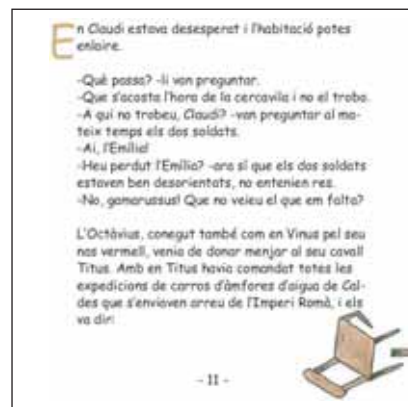 En Claudi estava desesperat i l'habitació potes
enlaire.
-Què passa? -li van preguntar.
-Que s'acosta l'hora de la cercavila i no el trobo.
-A qui no trobeu, Claudi? -van preguntar al ma-
teix temps els dos soldats.
-Ai, l'Emília!
-Heu perdut l'Emília? -ara sí que els dos soldats
estaven ben desorientats, no entenien res.
-No, gamarussus! Que no veieu el que em falta?
L'Octàvius, conegut també com en Vinus pel seu
nas vermell, venia de donar menjar al seu cavall
Titus. Amb en Titus havia comandat totes les
expedicions de carros d'àmfores d'aigua de Cal-
des que s'enviaven arreu de l'Imperi Romà, i els
va dir:
- 11 -